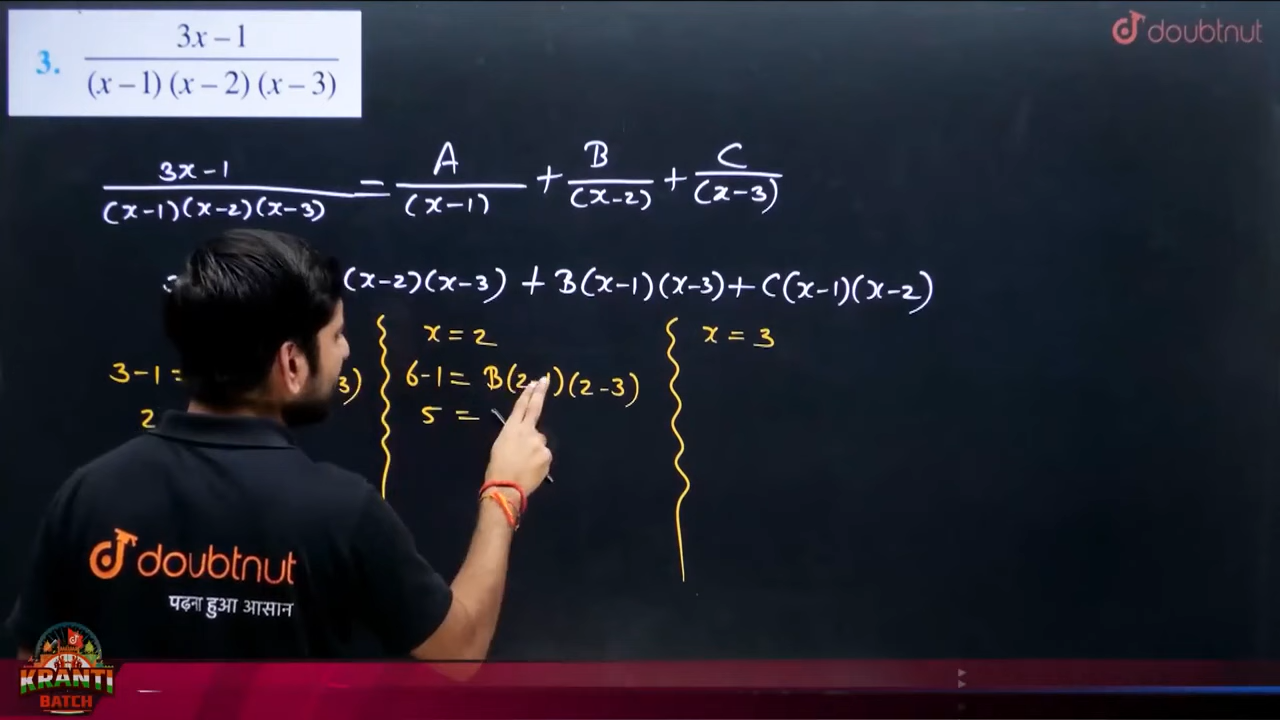 3. 3x – 1
(x – 1) (x – 2) (x – 3)
doubtnut
3x - 1 / (x-1)(x-2)(x-3) = A / (x-1) + B / (x-2) + C / (x-3)
(x-2)(x-3) + B(x-1)(x-3) + C(x-1)(x-2)
x = 2
x = 3
3-1= 3)
6-1= B(2-1)(2-3)
2
5 =
doubtnut
पढ़ना हुआ आसान
KRANTI
BATCH